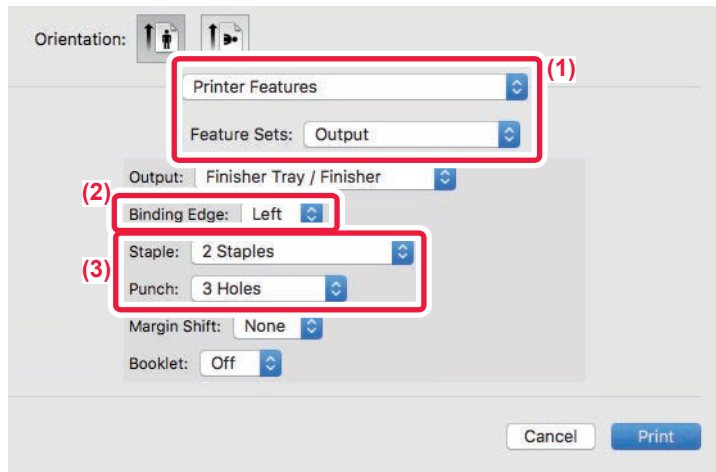 Orientation:
(1)
Printer Features
Feature Sets: Output
Output: Finisher Tray / Finisher
(2)
Binding Edge: Left
(3)
Staple: 2 Staples
Punch: 3 Holes
Margin Shift: None
Booklet: Off
Cancel Print